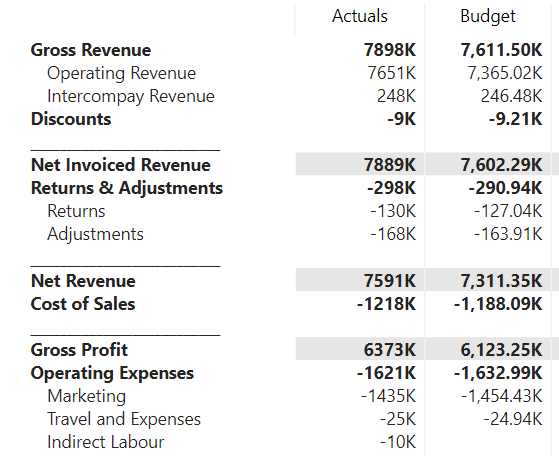 Actuals Budget
Gross Revenue 7898K 7,611.50K
Operating Revenue 7651K 7,365.02K
Intercompay Revenue 248K 246.48K
Discounts -9K -9.21K
Net Invoiced Revenue 7889K 7,602.29K
Returns & Adjustments -298K -290.94K
Returns -130K -127.04K
Adjustments -168K -163.91K
Net Revenue 7591K 7,311.35K
Cost of Sales -1218K -1,188.09K
Gross Profit 6373K 6,123.25K
Operating Expenses -1621K -1,632.99K
Marketing -1435K -1,454.43K
Travel and Expenses -25K -24.94K
Indirect Labour -10K